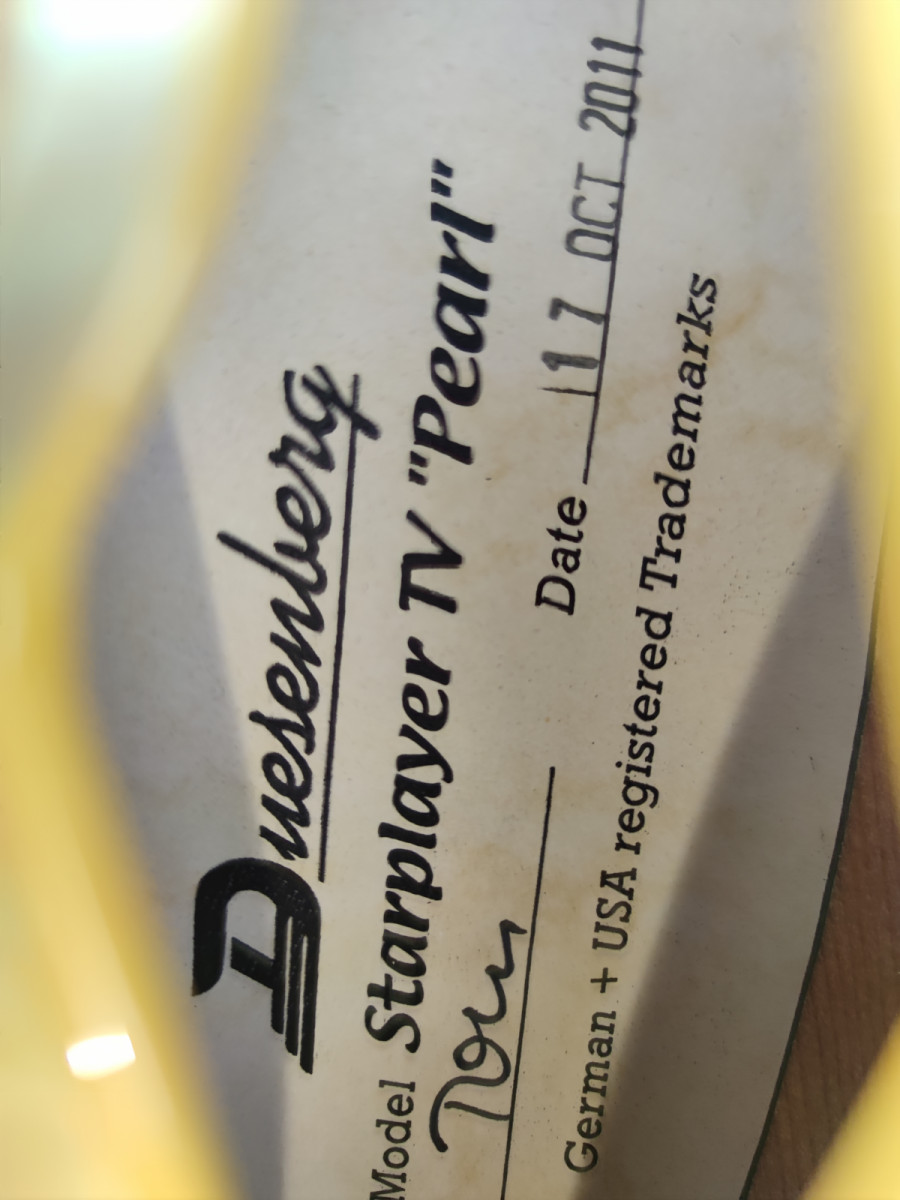 Duesenberg
Model Starplayer TV "Pearl"
Date 17 OCT 2011
German + USA registered Trademarks